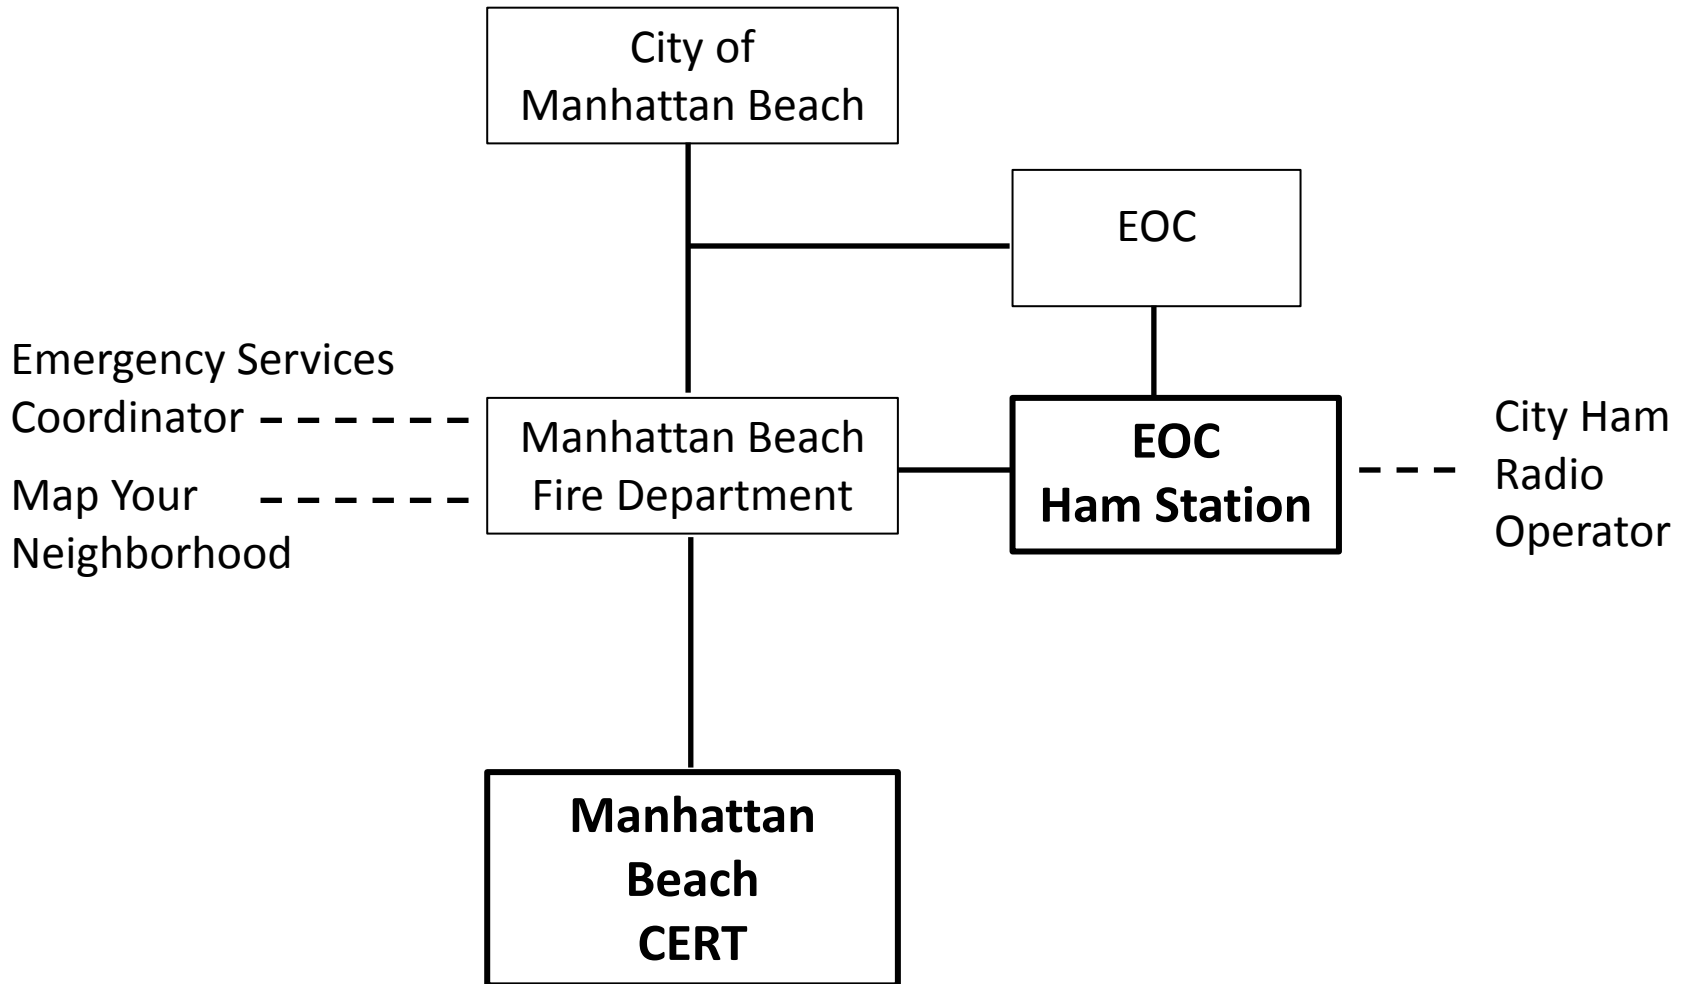 City of
Manhattan Beach
EOC
Emergency Services
Coordinator
Map Your
Neighborhood
Manhattan Beach
Fire Department
EOC
Ham Station
City Ham
Radio
Operator
Manhattan
Beach
CERT